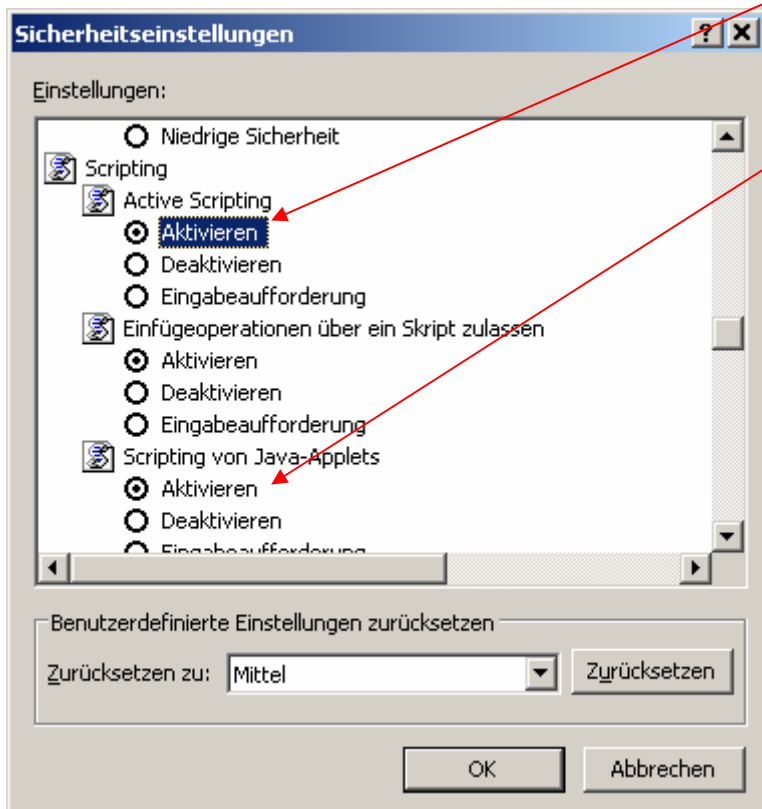 Sicherheitseinstellungen
Einstellungen:
Niedrige Sicherheit
Scripting
Active Scripting
Aktivieren
Deaktivieren
Eingabeaufforderung
Einfügeoperationen über ein Skript zulassen
Aktivieren
Deaktivieren
Eingabeaufforderung
Scripting von Java-Applets
Aktivieren
Deaktivieren
Eingabeaufforderung
Benutzerdefinierte Einstellungen zurücksetzen
Zurücksetzen zu: Mittel Zurücksetzen
OK Abbrechen